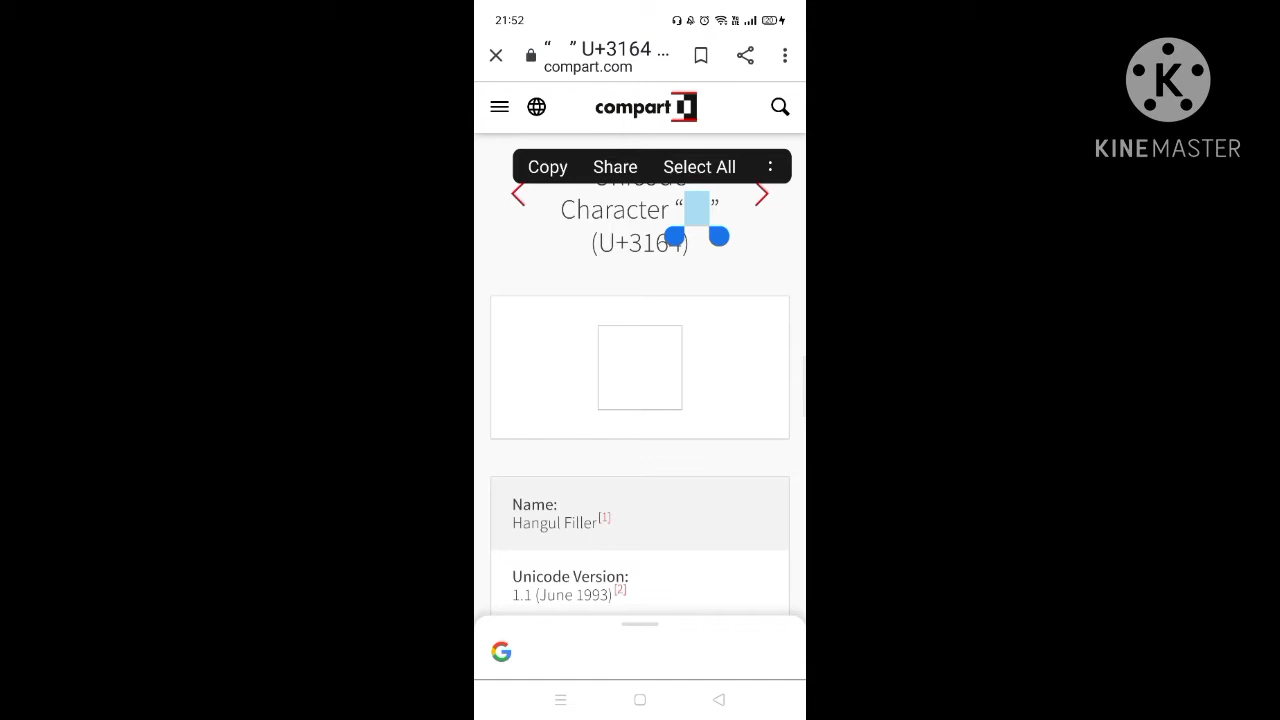 21:52
“ㅤ” U+3164 ...
compart.com
compart
Copy Share Select All
Unicode
Character “ㅤ”
(U+3164)
Name:
Hangul Filler[1]
Unicode Version:
1.1 (June 1993)[2]
K
KINEMASTER